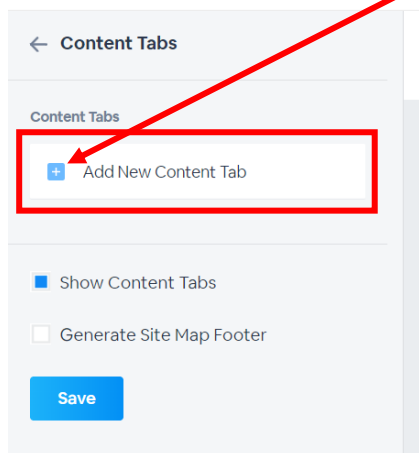 Content Tabs
Content Tabs
Add New Content Tab
Show Content Tabs
Generate Site Map Footer
Save